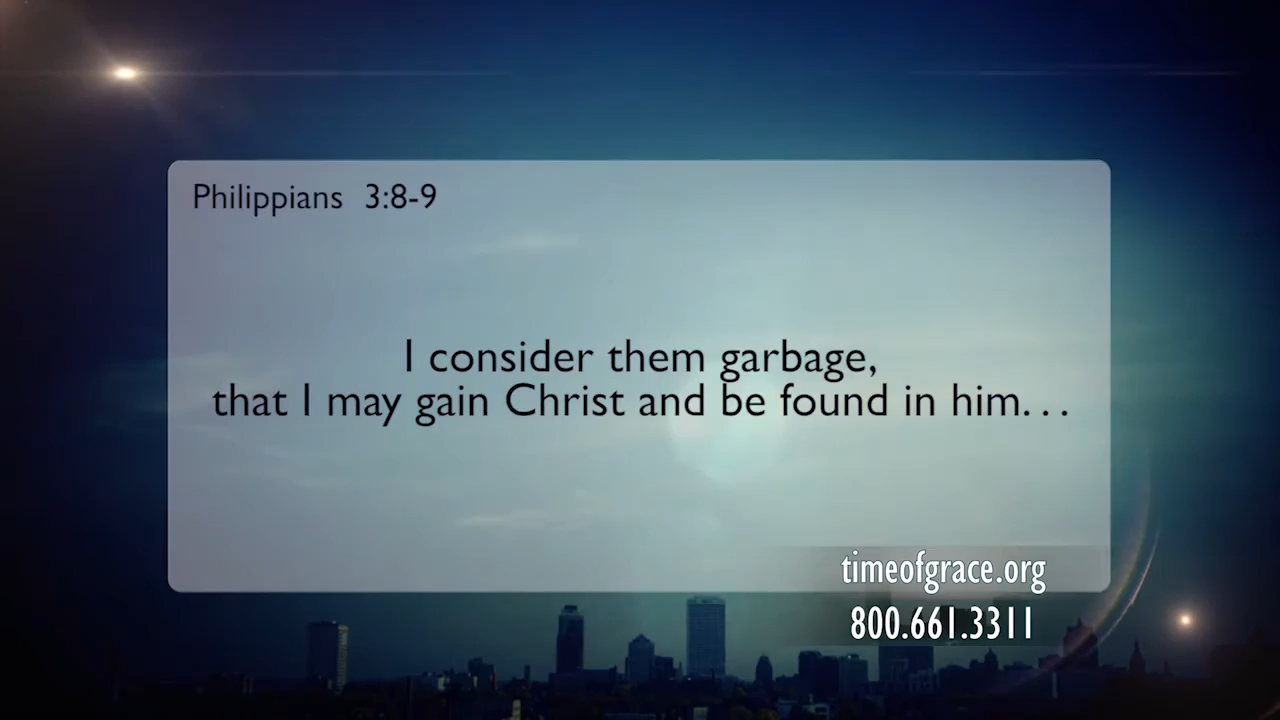 Philippians 3:8-9
I consider them garbage,
that I may gain Christ and be found in him...
timeofgrace.org
800.661.3311